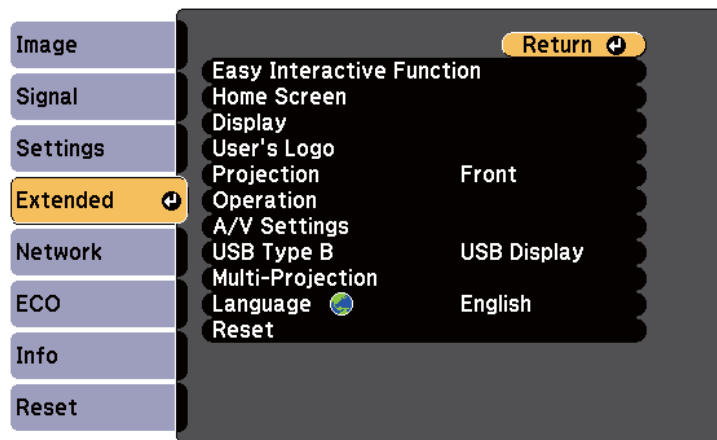 Image
Signal
Settings
Extended
Network
ECO
Info
Reset
Return
Easy Interactive Function
Home Screen
Display
User's Logo
Projection Front
Operation
A/V Settings
USB Type B USB Display
Multi-Projection
Language English
Reset